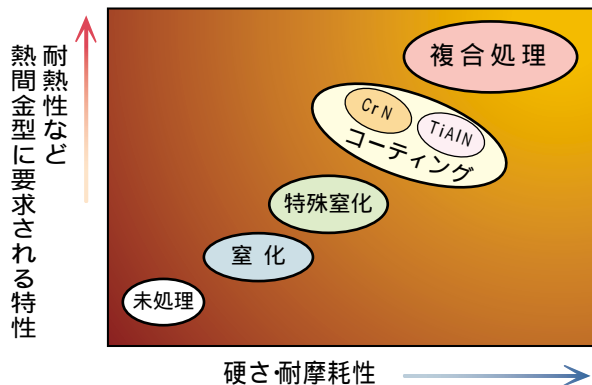 耐熱性など
熱間金型に要求される特性
複合処理
CrN
TiAlN
コーティング
特殊窒化
窒化
未処理
硬さ・耐摩耗性